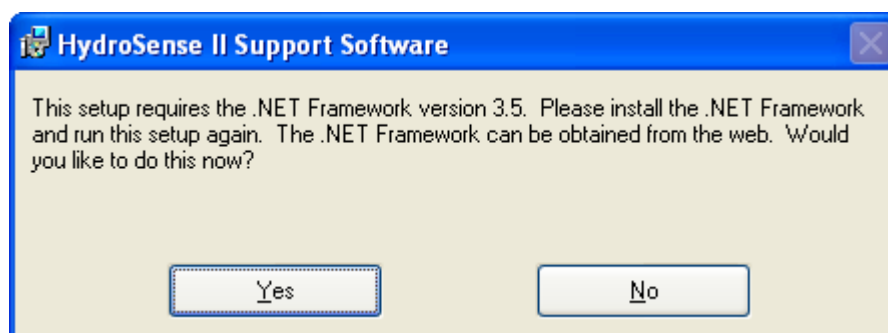 HydroSense II Support Software
This setup requires the .NET Framework version 3.5.  Please install the .NET Framework
and run this setup again.  The .NET Framework can be obtained from the web.  Would
you like to do this now?
Yes
No